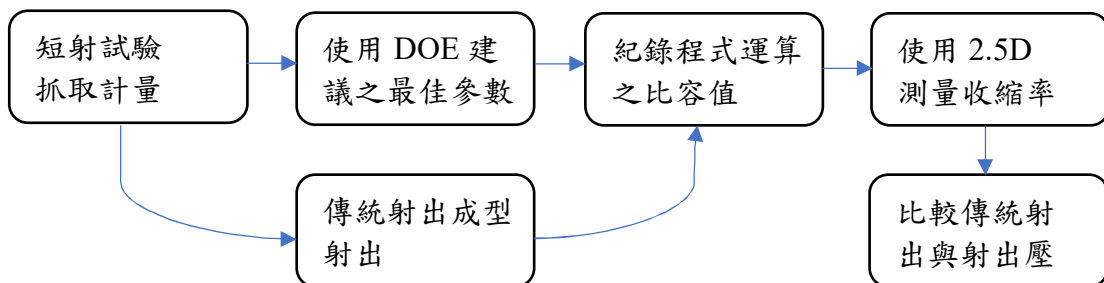 短射試驗
抓取計量
使用 DOE 建
議之最佳參數
紀錄程式運算
之比容值
使用 2.5D
測量收縮率
傳統射出成型
射出
比較傳統射
出與射出壓